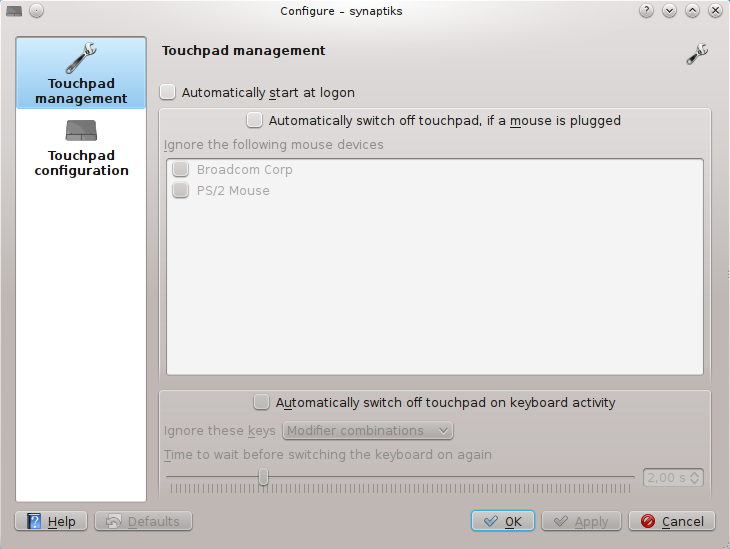 Configure – synaptiks
Touchpad management
Touchpad configuration
Touchpad management
Automatically start at logon
Automatically switch off touchpad, if a mouse is plugged
Ignore the following mouse devices
Broadcom Corp
PS/2 Mouse
Automatically switch off touchpad on keyboard activity
Ignore these keys Modifier combinations
Time to wait before switching the keyboard on again
2,00 s
Help Defaults OK Apply Cancel